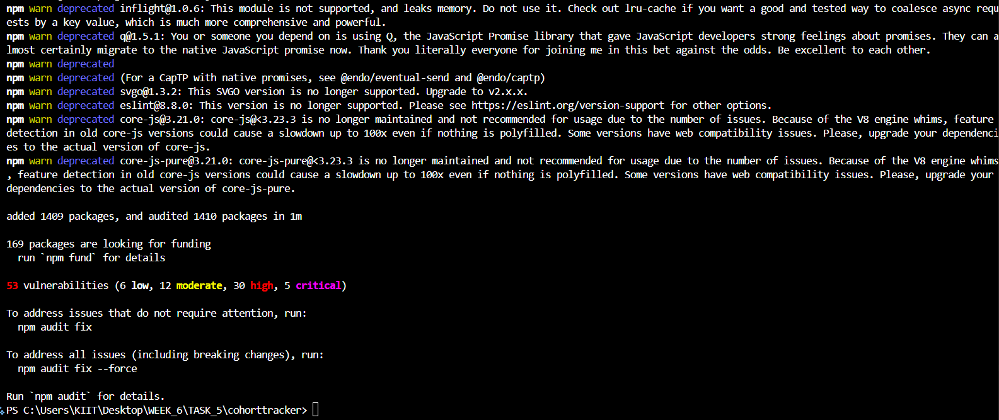 npm warn deprecated inflight@1.0.6: This module is not supported, and leaks memory. Do not use it. Check out lru-cache if you want a good and tested way to coalesce async requ
ests by a key value, which is much more comprehensive and powerful.
npm warn deprecated q@1.5.1: You or someone you depend on is using Q, the JavaScript Promise library that gave JavaScript developers strong feelings about promises. They can a
lmost certainly migrate to the native JavaScript promise now. Thank you literally everyone for joining me in this bet against the odds. Be excellent to each other.
npm warn deprecated
npm warn deprecated (For a CapTP with native promises, see @endo/eventual-send and @endo/captp)
npm warn deprecated svgo@1.3.2: This SVGO version is no longer supported. Upgrade to v2.x.x.
npm warn deprecated eslint@8.8.0: This version is no longer supported. Please see https://eslint.org/version-support for other options.
npm warn deprecated core-js@3.21.0: core-js@<3.23.3 is no longer maintained and not recommended for usage due to the number of issues. Because of the V8 engine whims, feature
detection in old core-js versions could cause a slowdown up to 100x even if nothing is polyfilled. Some versions have web compatibility issues. Please, upgrade your dependenci
es to the actual version of core-js.
npm warn deprecated core-js-pure@3.21.0: core-js-pure@<3.23.3 is no longer maintained and not recommended for usage due to the number of issues. Because of the V8 engine whims
, feature detection in old core-js versions could cause a slowdown up to 100x even if nothing is polyfilled. Some versions have web compatibility issues. Please, upgrade your
dependencies to the actual version of core-js-pure.
added 1409 packages, and audited 1410 packages in 1m
169 packages are looking for funding
run `npm fund` for details
53 vulnerabilities (6 low, 12 moderate, 30 high, 5 critical)
To address issues that do not require attention, run:
npm audit fix
To address all issues (including breaking changes), run:
npm audit fix --force
Run `npm audit` for details.
PS C:\Users\KIIT\Desktop\WEEK_6\TASK_5\cohorttracker>